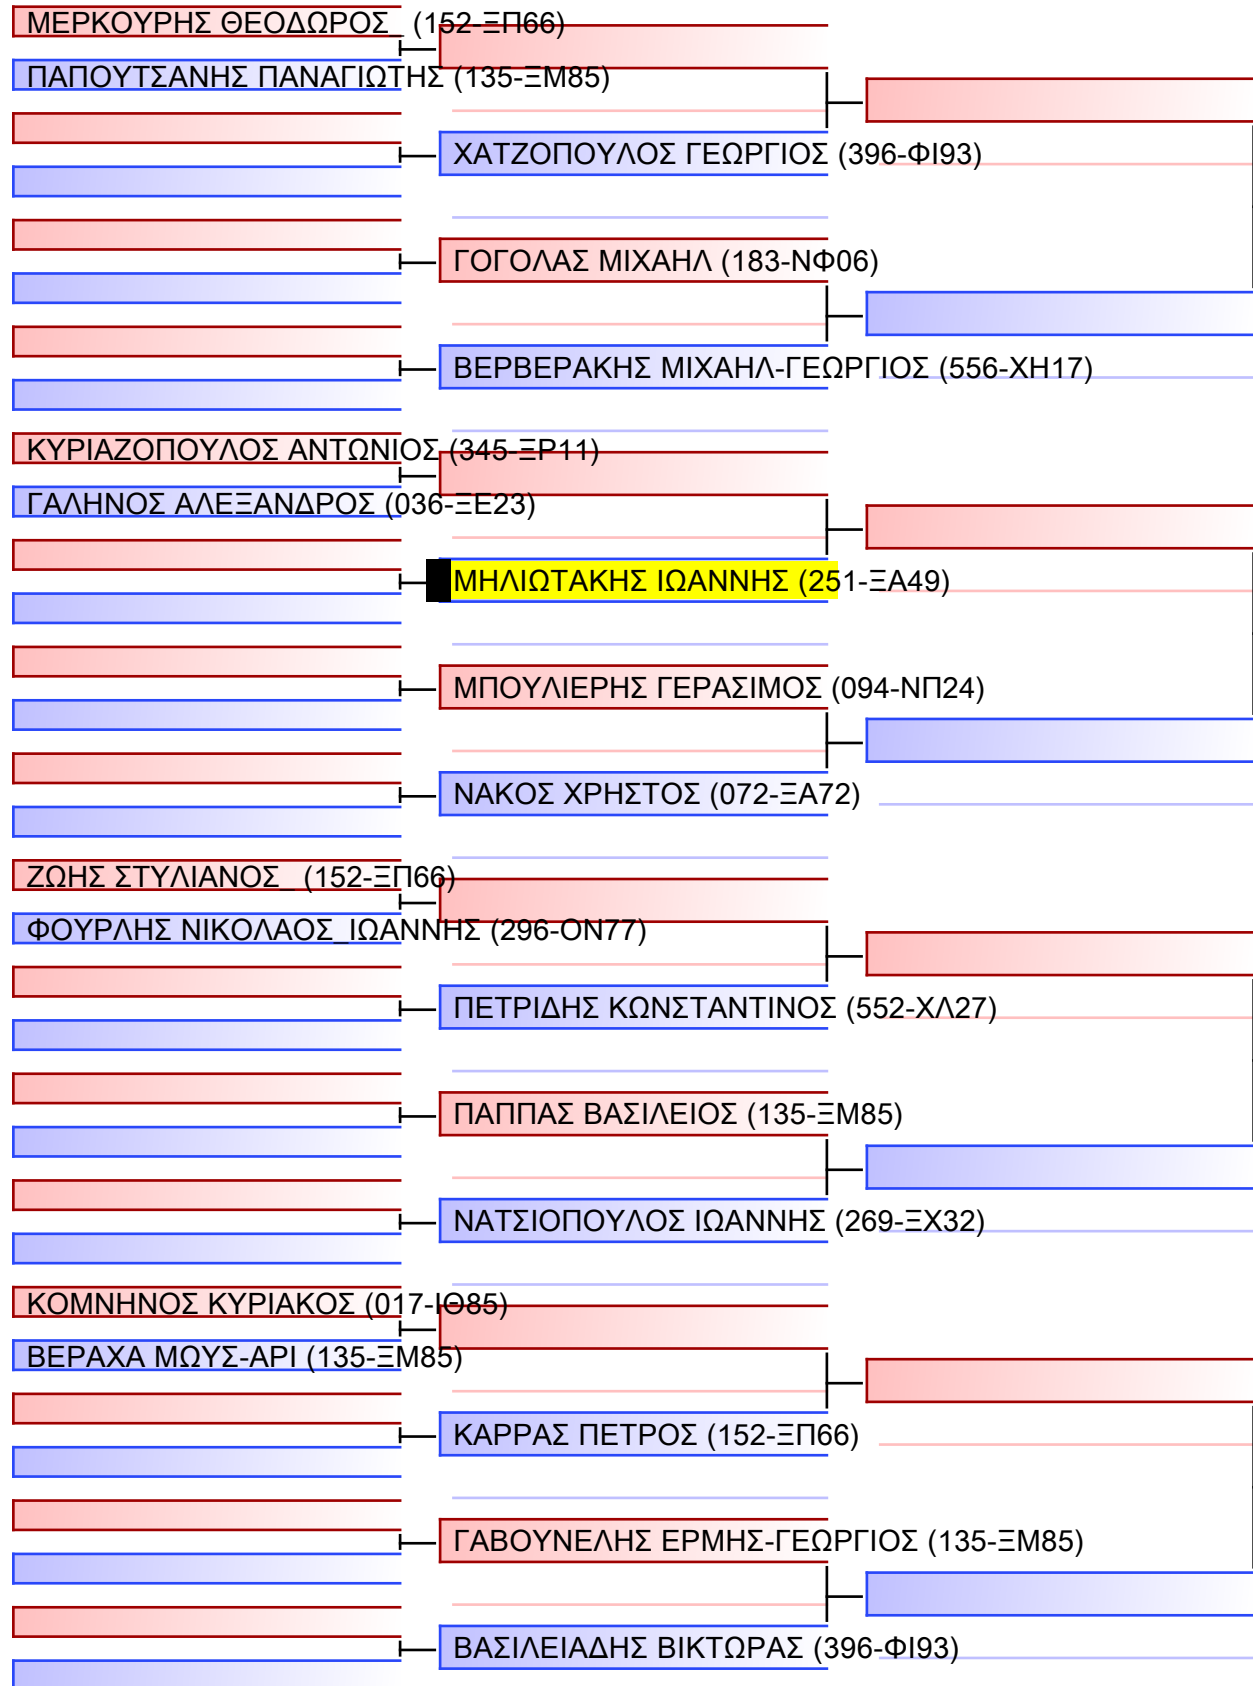 ΜΕΡΚΟΥΡΗΣ ΘΕΟΔΩΡΟΣ_ (152-ΞΠ66)
ΠΑΠΟΥΤΣΑΝΗΣ ΠΑΝΑΓΙΩΤΗΣ (135-ΞΜ85)
ΧΑΤΖΟΠΟΥΛΟΣ ΓΕΩΡΓΙΟΣ (396-ΦΙ93)
ΓΟΓΟΛΑΣ ΜΙΧΑΗΛ (183-ΝΦ06)
ΒΕΡΒΕΡΑΚΗΣ ΜΙΧΑΗΛ-ΓΕΩΡΓΙΟΣ (556-ΧΗ17)
ΚΥΡΙΑΖΟΠΟΥΛΟΣ ΑΝΤΩΝΙΟΣ (345-ΞΡ11)
ΓΑΛΗΝΟΣ ΑΛΕΞΑΝΔΡΟΣ (036-ΞΕ23)
ΜΗΛΙΩΤΑΚΗΣ ΙΩΑΝΝΗΣ (251-ΞΑ49)
ΜΠΟΥΛΙΕΡΗΣ ΓΕΡΑΣΙΜΟΣ (094-ΝΠ24)
ΝΑΚΟΣ ΧΡΗΣΤΟΣ (072-ΞΑ72)
ΖΩΗΣ ΣΤΥΛΙΑΝΟΣ_ (152-ΞΠ66)
ΦΟΥΡΛΗΣ ΝΙΚΟΛΑΟΣ_ΙΩΑΝΝΗΣ (296-ΟΝ77)
ΠΕΤΡΙΔΗΣ ΚΩΝΣΤΑΝΤΙΝΟΣ (552-ΧΛ27)
ΠΑΠΠΑΣ ΒΑΣΙΛΕΙΟΣ (135-ΞΜ85)
ΝΑΤΣΙΟΠΟΥΛΟΣ ΙΩΑΝΝΗΣ (269-ΞΧ32)
ΚΟΜΝΗΝΟΣ ΚΥΡΙΑΚΟΣ (017-ΙΘ85)
ΒΕΡΑΧΑ ΜΩΥΣ-ΑΡΙ (135-ΞΜ85)
ΚΑΡΡΑΣ ΠΕΤΡΟΣ (152-ΞΠ66)
ΓΑΒΟΥΝΕΛΗΣ ΕΡΜΗΣ-ΓΕΩΡΓΙΟΣ (135-ΞΜ85)
ΒΑΣΙΛΕΙΑΔΗΣ ΒΙΚΤΩΡΑΣ (396-ΦΙ93)